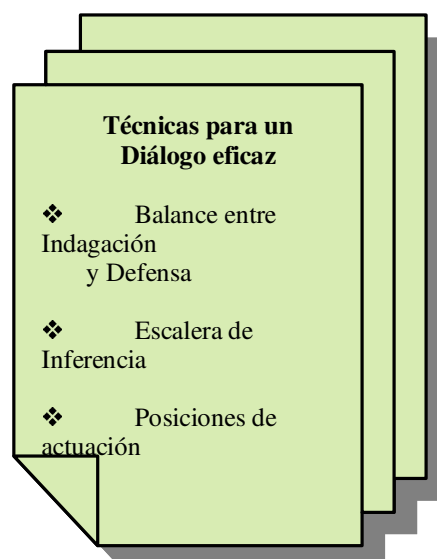 Técnicas para un
Diálogo eficaz
❖ Balance entre
Indagación
y Defensa
❖ Escalera de
Inferencia
❖ Posiciones de
actuación